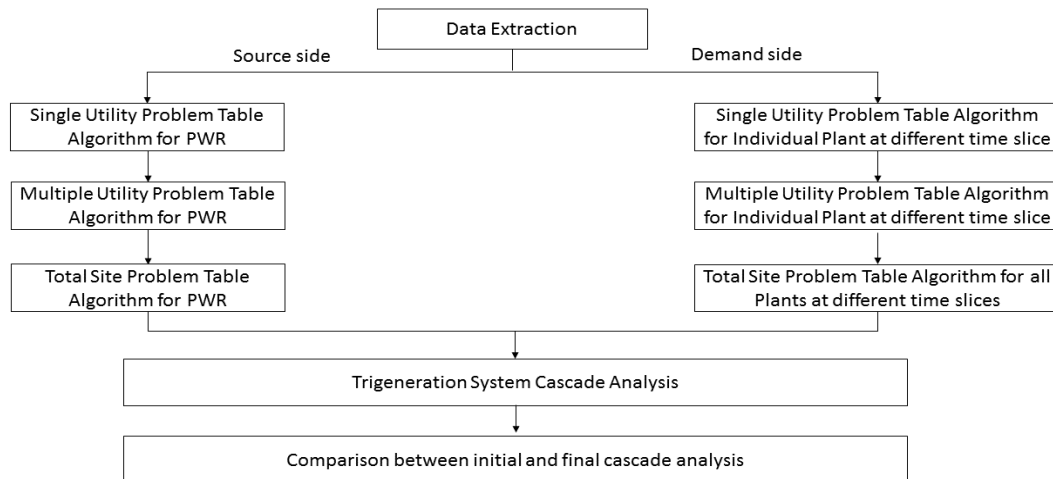 Data Extraction
Source side
Demand side
Single Utility Problem Table
Algorithm for PWR
Single Utility Problem Table Algorithm
for Individual Plant at different time slice
Multiple Utility Problem Table
Algorithm for PWR
Multiple Utility Problem Table Algorithm
for Individual Plant at different time slice
Total Site Problem Table
Algorithm for PWR
Total Site Problem Table Algorithm for all
Plants at different time slices
Trigeneration System Cascade Analysis
Comparison between initial and final cascade analysis